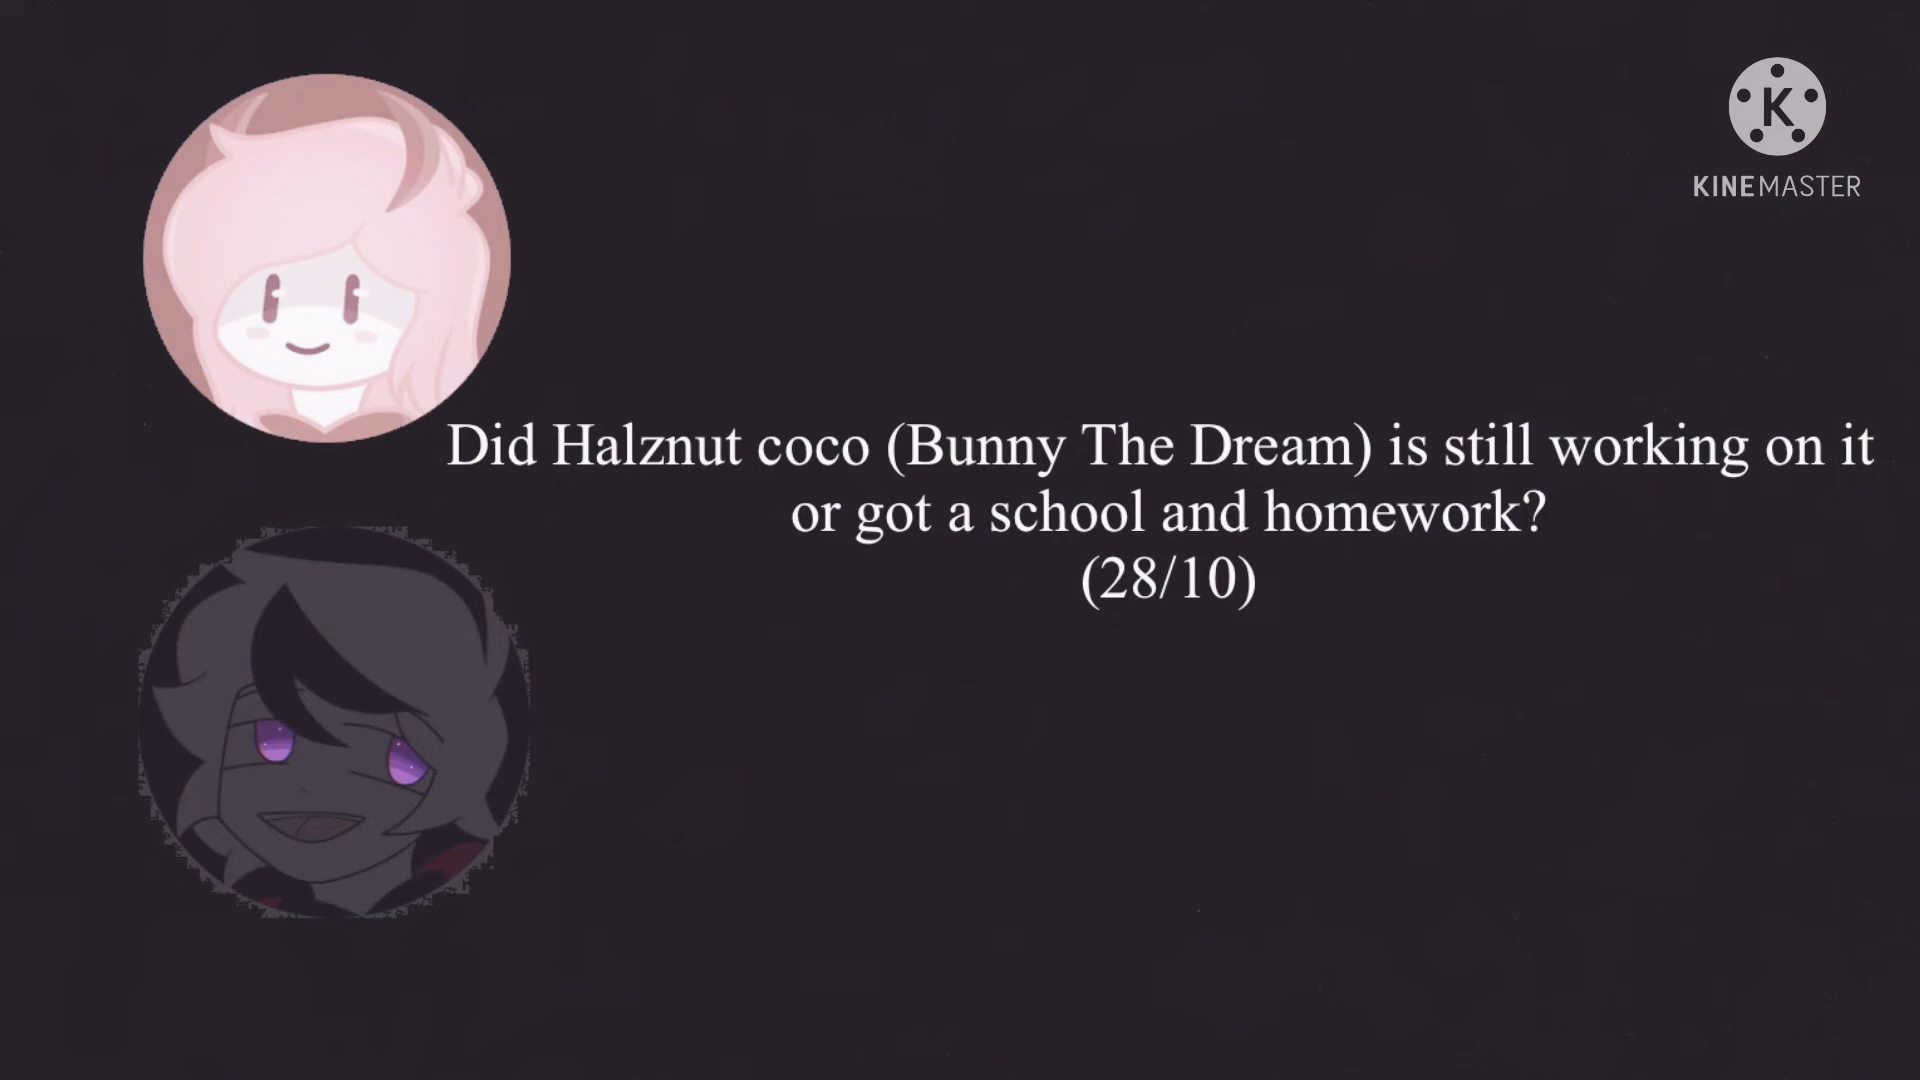 K
KINEMASTER
Did Halznut coco (Bunny The Dream) is still working on it
or got a school and homework?
(28/10)